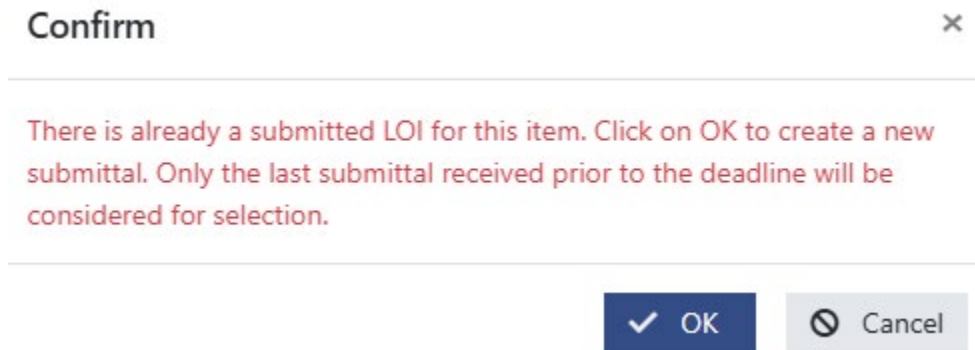 Confirm
There is already a submitted LOI for this item. Click on OK to create a new
submittal. Only the last submittal received prior to the deadline will be
considered for selection.
OK Cancel